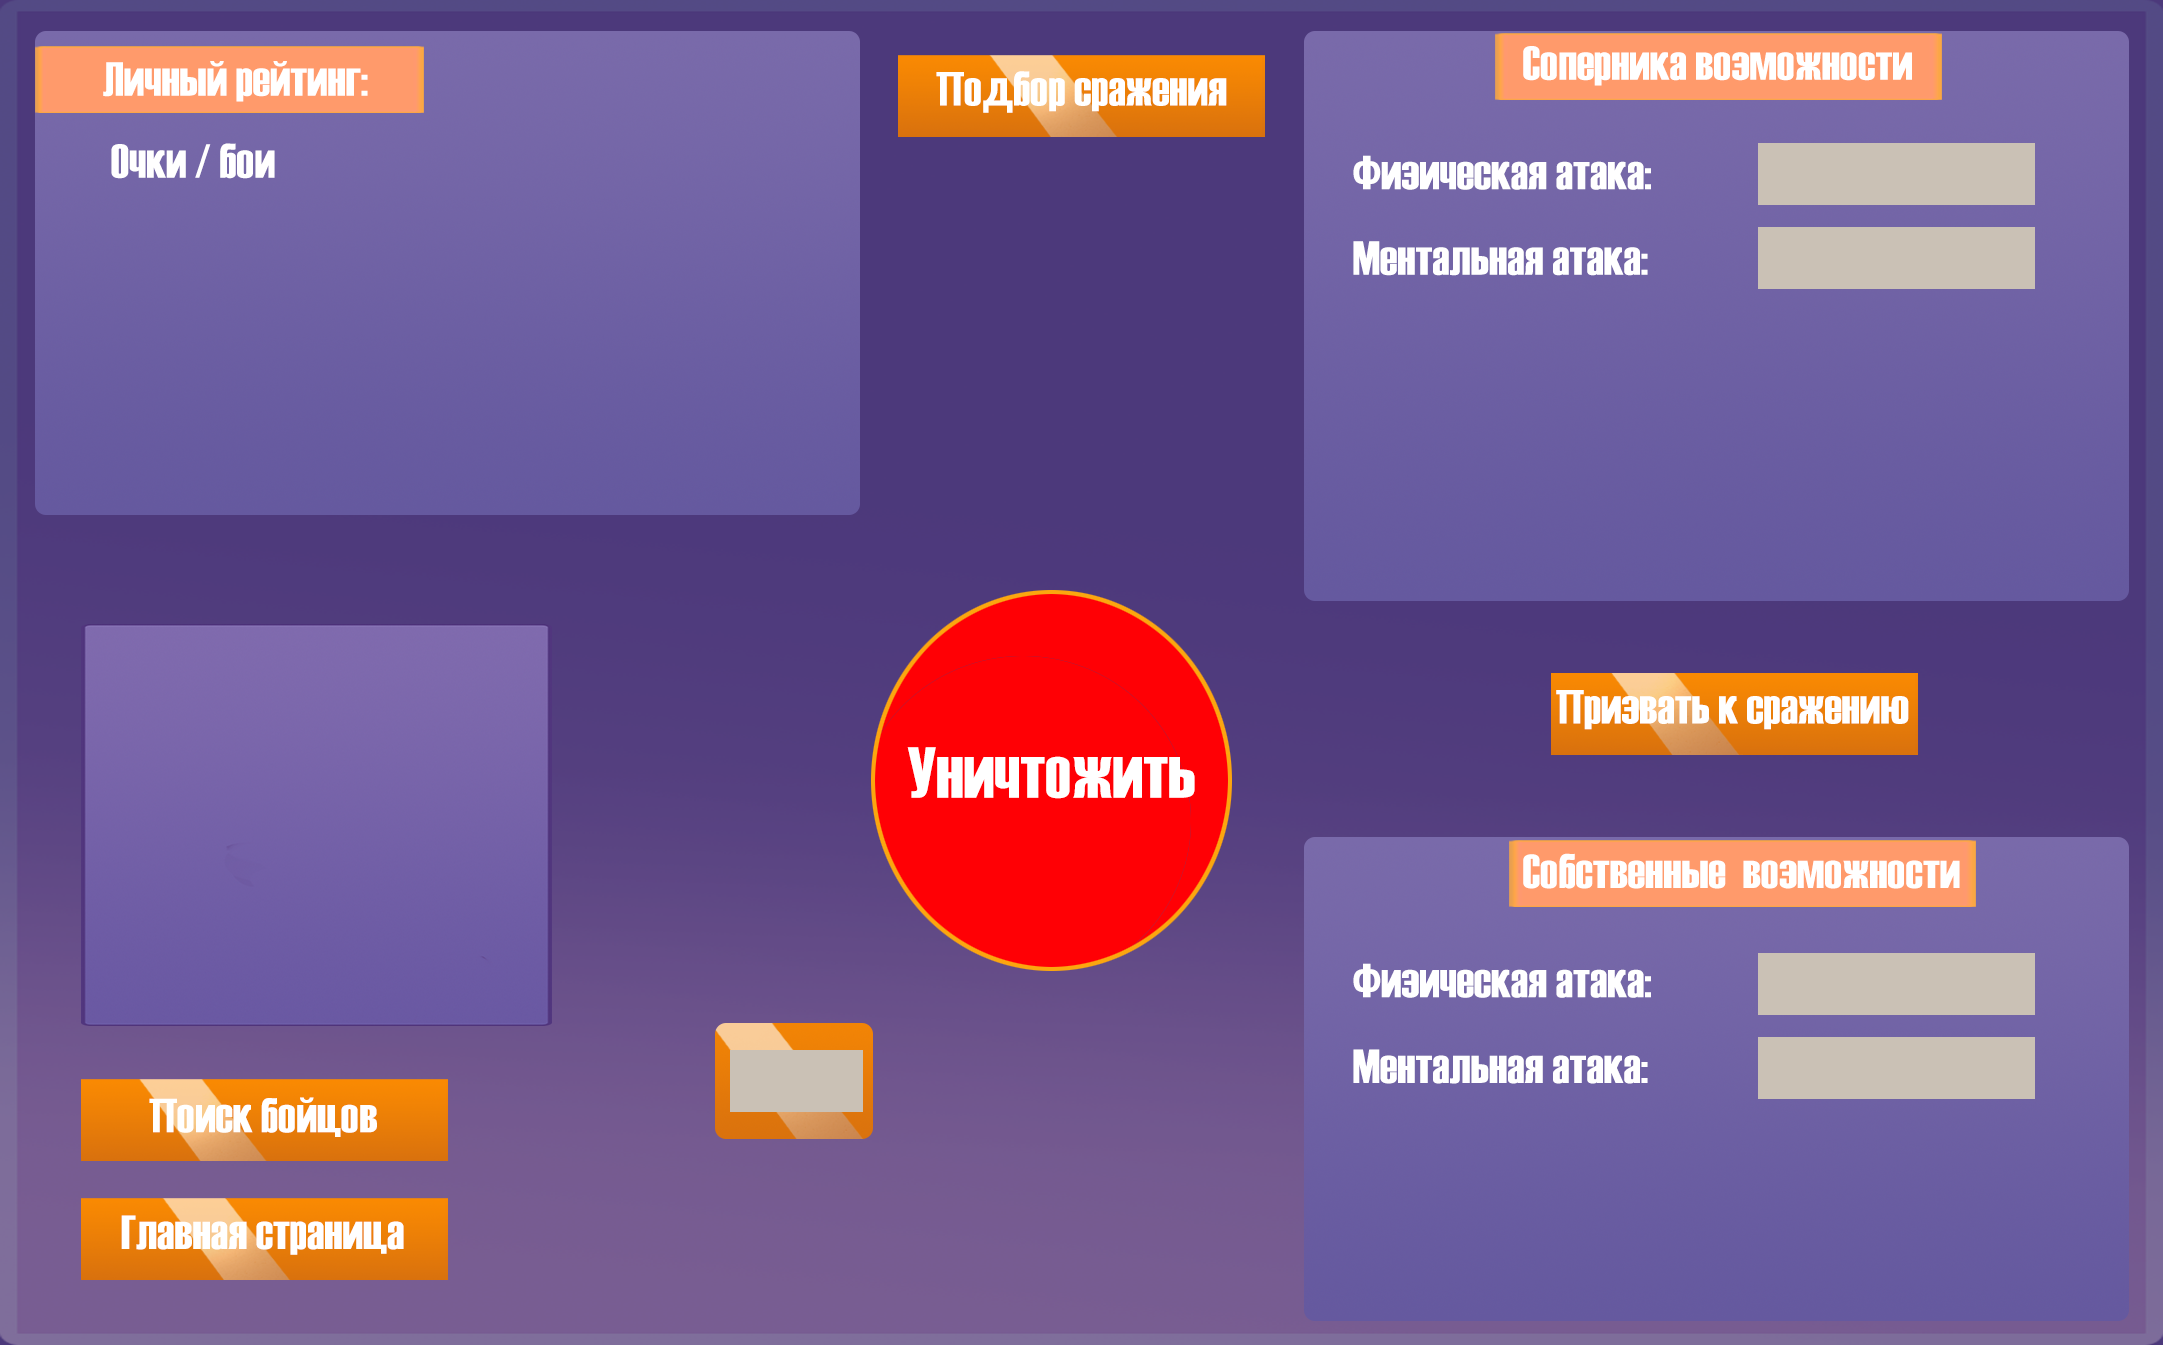 Личный рейтинг:
Очки / бои
Подбор сражения
Соперника возможности
Физическая атака:
Ментальная атака:
Уничтожить
Призвать к сражению
Собственные возможности
Физическая атака:
Ментальная атака:
Поиск бойцов
Главная страница